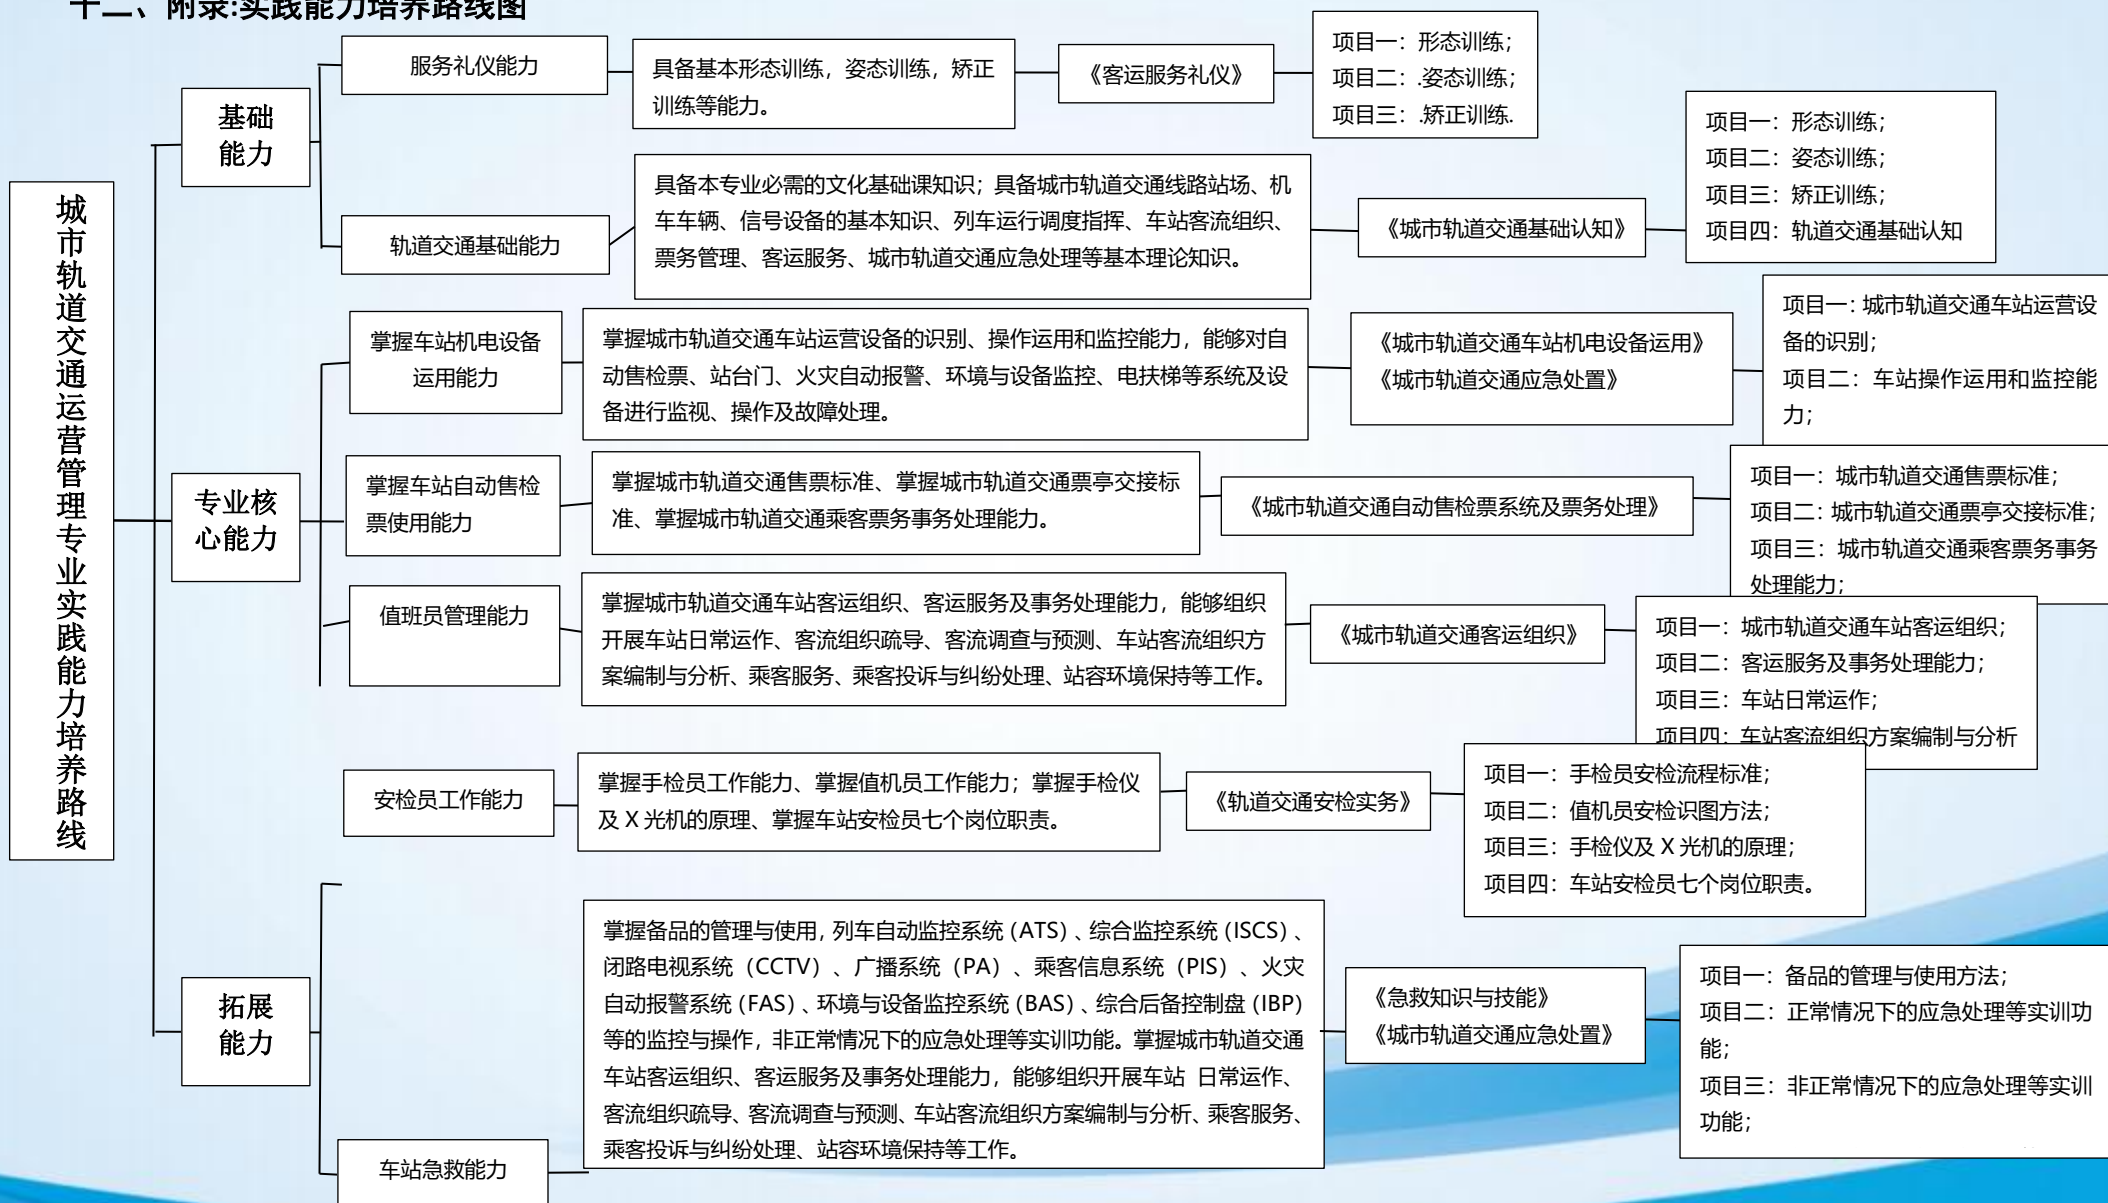 十二、附录:实践能力培养路线图
城市轨道交通运营管理专业实践能力培养路线
基础
能力
服务礼仪能力
具备基本形态训练，姿态训练，矫正
训练等能力。
《客运服务礼仪》
项目一：形态训练；
项目二：.姿态训练；
项目三：.矫正训练.
轨道交通基础能力
具备本专业必需的文化基础课知识；具备城市轨道交通线路站场、机
车车辆、信号设备的基本知识、列车运行调度指挥、车站客流组织、
票务管理、客运服务、城市轨道交通应急处理等基本理论知识。
《城市轨道交通基础认知》
项目一：形态训练；
项目二：姿态训练；
项目三：矫正训练；
项目四：轨道交通基础认知
专业核
心能力
掌握车站机电设备
运用能力
掌握城市轨道交通车站运营设备的识别、操作运用和监控能力，能够对自
动售检票、站台门、火灾自动报警、环境与设备监控、电扶梯等系统及设
备进行监视、操作及故障处理。
《城市轨道交通车站机电设备运用》
《城市轨道交通应急处置》
项目一：城市轨道交通车站运营设
备的识别；
项目二：车站操作运用和监控能
力；
掌握车站自动售检
票使用能力
掌握城市轨道交通售票标准、掌握城市轨道交通票亭交接标
准、掌握城市轨道交通乘客票务事务处理能力。
《城市轨道交通自动售检票系统及票务处理》
项目一：城市轨道交通售票标准；
项目二：城市轨道交通票亭交接标准；
项目三：城市轨道交通乘客票务事务
处理能力；
值班员管理能力
掌握城市轨道交通车站客运组织、客运服务及事务处理能力，能够组织
开展车站日常运作、客流组织疏导、客流调查与预测、车站客流组织方
案编制与分析、乘客服务、乘客投诉与纠纷处理、站容环境保持等工作。
《城市轨道交通客运组织》
项目一：城市轨道交通车站客运组织；
项目二：客运服务及事务处理能力；
项目三：车站日常运作；
项目四：车站客流组织方案编制与分析
安检员工作能力
掌握手检员工作能力、掌握值机员工作能力；掌握手检仪
及 X 光机的原理、掌握车站安检员七个岗位职责。
《轨道交通安检实务》
项目一：手检员安检流程标准；
项目二：值机员安检识图方法；
项目三：手检仪及 X 光机的原理；
项目四：车站安检员七个岗位职责。
拓展
能力
车站急救能力
掌握备品的管理与使用，列车自动监控系统（ATS）、综合监控系统（ISCS）、
闭路电视系统（CCTV）、广播系统（PA）、乘客信息系统（PIS）、火灾
自动报警系统（FAS）、环境与设备监控系统（BAS）、综合后备控制盘（IBP）
等的监控与操作，非正常情况下的应急处理等实训功能。掌握城市轨道交通
车站客运组织、客运服务及事务处理能力，能够组织开展车站 日常运作、
客流组织疏导、客流调查与预测、车站客流组织方案编制与分析、乘客服务、
乘客投诉与纠纷处理、站容环境保持等工作。
《急救知识与技能》
《城市轨道交通应急处置》
项目一：备品的管理与使用方法；
项目二：正常情况下的应急处理等实训功
能；
项目三：非正常情况下的应急处理等实训
功能；